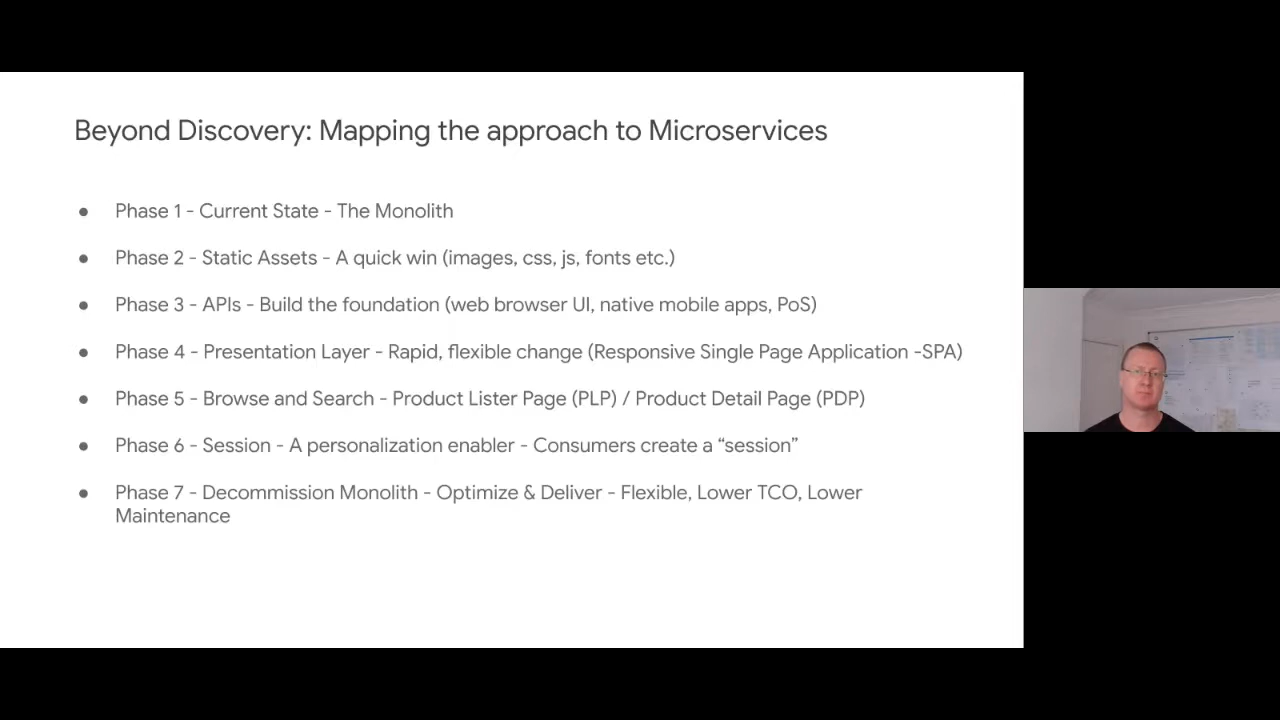 Beyond Discovery: Mapping the approach to Microservices
● Phase 1 - Current State - The Monolith
● Phase 2 - Static Assets - A quick win (images, css, js, fonts etc.)
● Phase 3 - APIs - Build the foundation (web browser UI, native mobile apps, PoS)
● Phase 4 - Presentation Layer - Rapid, flexible change (Responsive Single Page Application -SPA)
● Phase 5 - Browse and Search - Product Lister Page (PLP) / Product Detail Page (PDP)
● Phase 6 - Session - A personalization enabler - Consumers create a “session”
● Phase 7 - Decommission Monolith - Optimize & Deliver - Flexible, Lower TCO, Lower
Maintenance